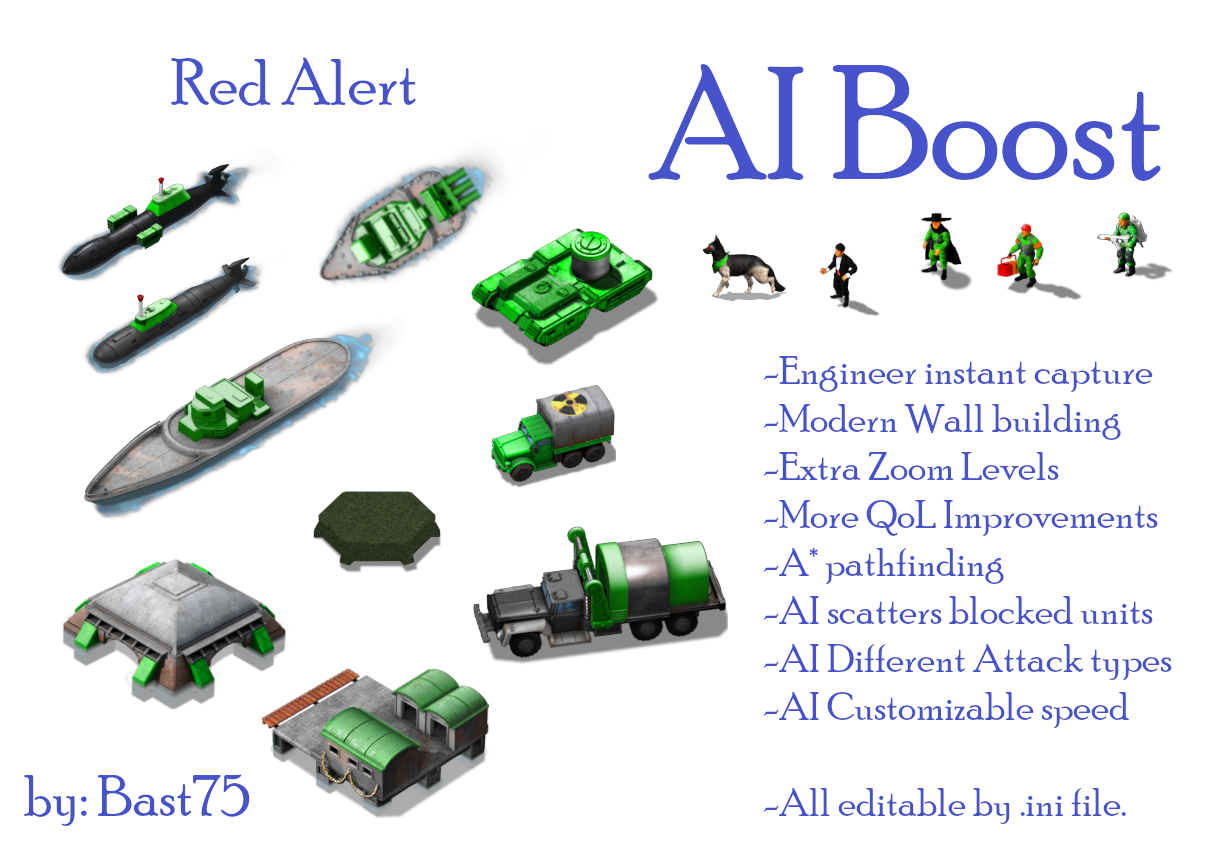 Red Alert
AI Boost
-Engineer instant capture
-Modern Wall building
-Extra Zoom Levels
-More QoL Improvements
-A* pathfinding
-AI scatters blocked units
-AI Different Attack types
-AI Customizable speed
by: Bast75
-All editable by .ini file.